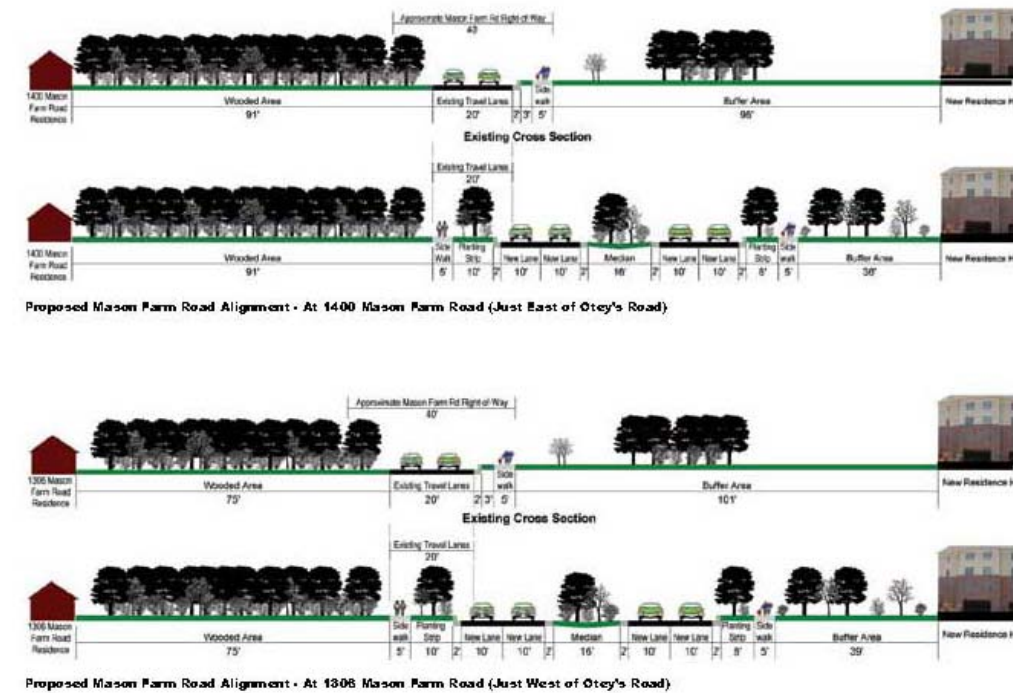 Approximate Mason Farm Rd Right-of-Way
40'
1400 Mason
Farm Road
Residence
Wooded Area
91'
Existing Travel Lanes
20'
2'
3'
Side
walk
5'
Buffer Area
96'
New Residence H
Existing Cross Section
Existing Travel Lanes
20'
1400 Mason
Farm Road
Residence
Wooded Area
91'
Side
Walk
5'
Planting
Strip
10'
2'
New Lane
10'
New Lane
10'
2'
Median
16'
2'
New Lane
10'
New Lane
10'
2'
Planting
Strip
8'
Side
walk
5'
Buffer Area
36'
New Residence H
Proposed Mason Farm Road Alignment - At 1400 Mason Farm Road (Just East of Otey's Road)
Approximate Mason Farm Rd Right-of-Way
40'
1306 Mason
Farm Road
Residence
Wooded Area
75'
Existing Travel Lanes
20'
2'
3'
Side
walk
5'
Buffer Area
101'
New Residence H
Existing Cross Section
Existing Travel Lanes
20'
1306 Mason
Farm Road
Residence
Wooded Area
75'
Side
walk
5'
Planting
Strip
10'
2'
New Lane
10'
New Lane
10'
2'
Median
16'
2'
New Lane
10'
New Lane
10'
2'
Planting
Strip
8'
Side
walk
5'
Buffer Area
39'
New Residence H
Proposed Mason Farm Road Alignment - At 1306 Mason Farm Road (Just West of Otey's Road)